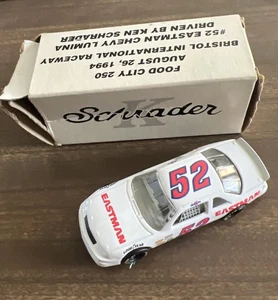 FOOD CITY 250
BRISTOL INTERNATIONAL RACEWAY
AUGUST 26, 1994
#52 EASTMAN CHEVY LUMINA
DRIVEN BY KEN SCHRADER
K
Schrader
52
EASTMAN
52
EASTMAN